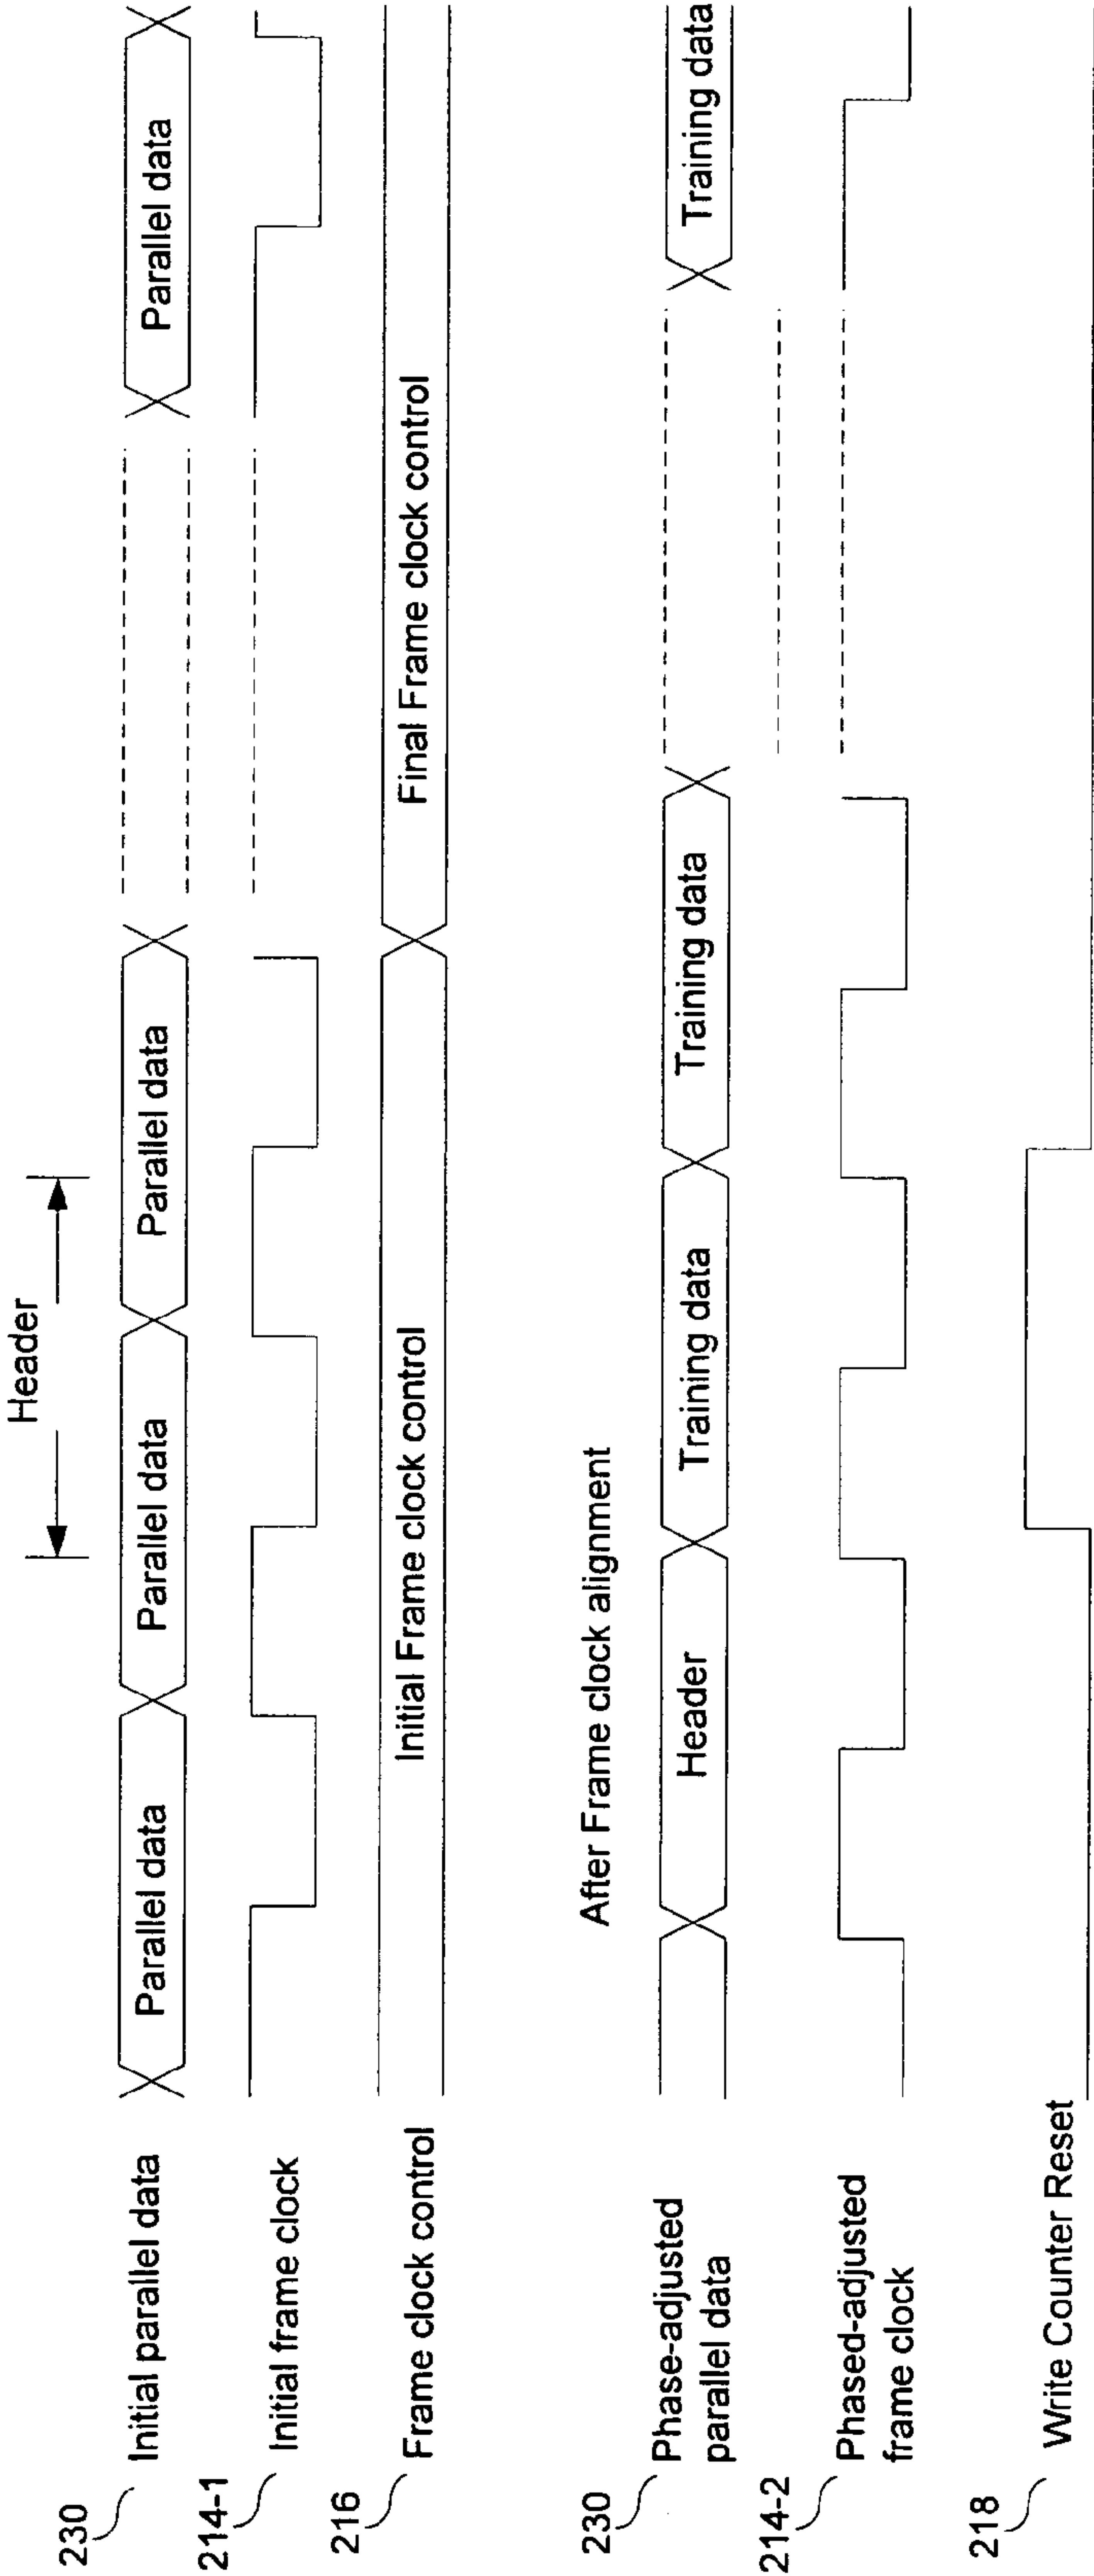 Header
230
Initial parallel data
Parallel data
Parallel data
Parallel data
Parallel data
214-1
Initial frame clock
216
Frame clock control
Initial Frame clock control
Final Frame clock control
After Frame clock alignment
230
Phase-adjusted
parallel data
Header
Training data
Training data
Training data
214-2
Phased-adjusted
frame clock
218
Write Counter Reset